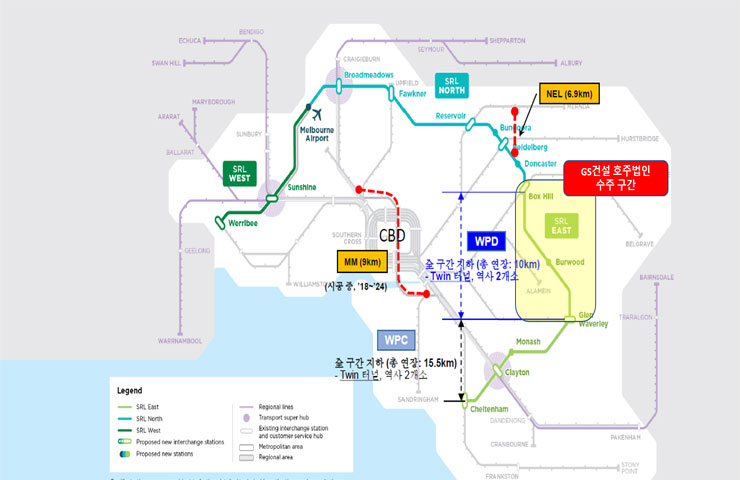 ECHUCA
BENDIGO
SWAN HILL
MARYBOROUGH
ARARAT
BALLARAT
SUNBURY
SHEPPARTON
SEYMOUR
ALBURY
CRAIGIEBURN
Broadmeadows
UPFIELD
Fawkner
SRL
NORTH
Reservoir
NEL (6.9km)
MERNDA
Bundoora
HURSTBRIDGE
Heidelberg
Doncaster
Melbourne
Airport
SRL
WEST
Sunshine
Werribee
GS건설 호주법인
수주 구간
Box Hill
SRL
EAST
BELGRAVE
GEELONG
SOUTHERN
CROSS
CBD
WPD
MM (9km)
全 구간 지하 (총 연장: 10km)
- Twin 터널, 역사 2개소
Burwood
ALAMEIN
BAIRNSDALE
WILLIAMSTOWN
(시공 중, '18~'24)
Glen
Waverley
TRARALGON
WARRNAMBOOL
WPC
全 구간 지하 (총 연장: 15.5km)
- Twin 터널, 역사 2개소
Monash
Clayton
SANDRINGHAM
Cheltenham
DANDENONG
CRANBOURNE
PAKENHAM
FRANKSTON
STONY
POINT
Legend
SRL East
SRL North
SRL West
Proposed new interchange stations
Proposed new stations
Regional lines
Transport super hub
Existing interchange station
and customer service hub
Metropolitan area
Regional area